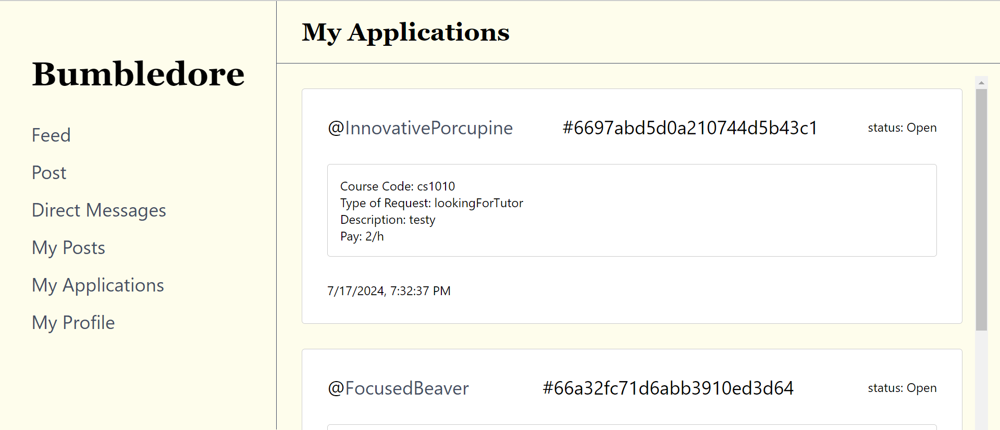 Bumbledore
Feed
Post
Direct Messages
My Posts
My Applications
My Profile
My Applications
@InnovativePorcupine #6697abd5d0a210744d5b43c1 status: Open
Course Code: cs1010
Type of Request: lookingForTutor
Description: testy
Pay: 2/h
7/17/2024, 7:32:37 PM
@FocusedBeaver #66a32fc71d6abb3910ed3d64 status: Open